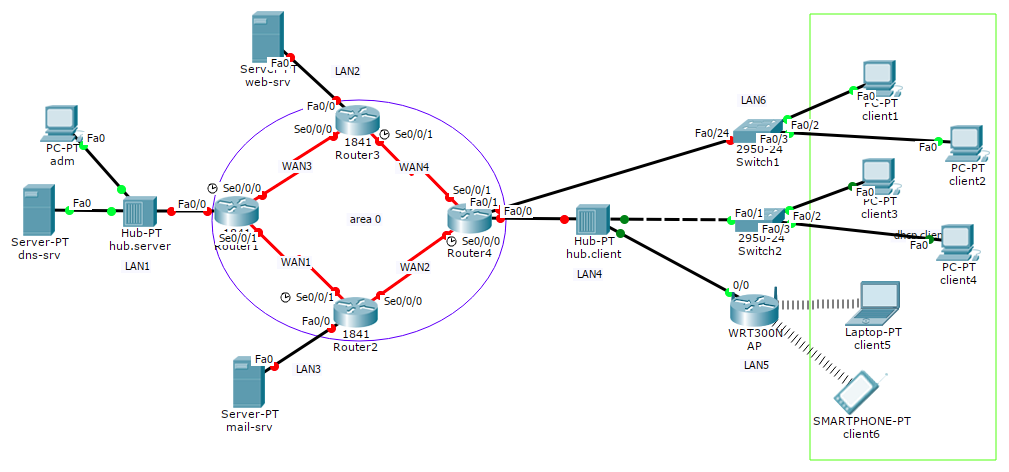 Server-PT
web-srv
Fa0
LAN2
Fa0/0
Se0/0/0
Se0/0/1
1841
Router3
WAN3
WAN4
PC-PT
adm
Fa0
Server-PT
dns-srv
Fa0
Hub-PT
hub.server
LAN1
Fa0/0
Se0/0/0
1841
Router1
Se0/0/1
area 0
Se0/0/1
Fa0/1
Fa0/0
Se0/0/0
Router4
WAN1
WAN2
Se0/0/1
Se0/0/0
Fa0/0
1841
Router2
Fa0
LAN3
Server-PT
mail-srv
LAN6
Fa0/24
Fa0/2
Fa0/3
2950-24
Switch1
Fa0
PC-PT
client1
Fa0
PC-PT
client2
Hub-PT
hub.client
LAN4
Fa0/1
Fa0/2
Fa0/3
2950-24
Switch2
Fa0
PC-PT
client3
dhcp client
Fa0
PC-PT
client4
0/0
WRT300N
AP
LAN5
Laptop-PT
client5
SMARTPHONE-PT
client6